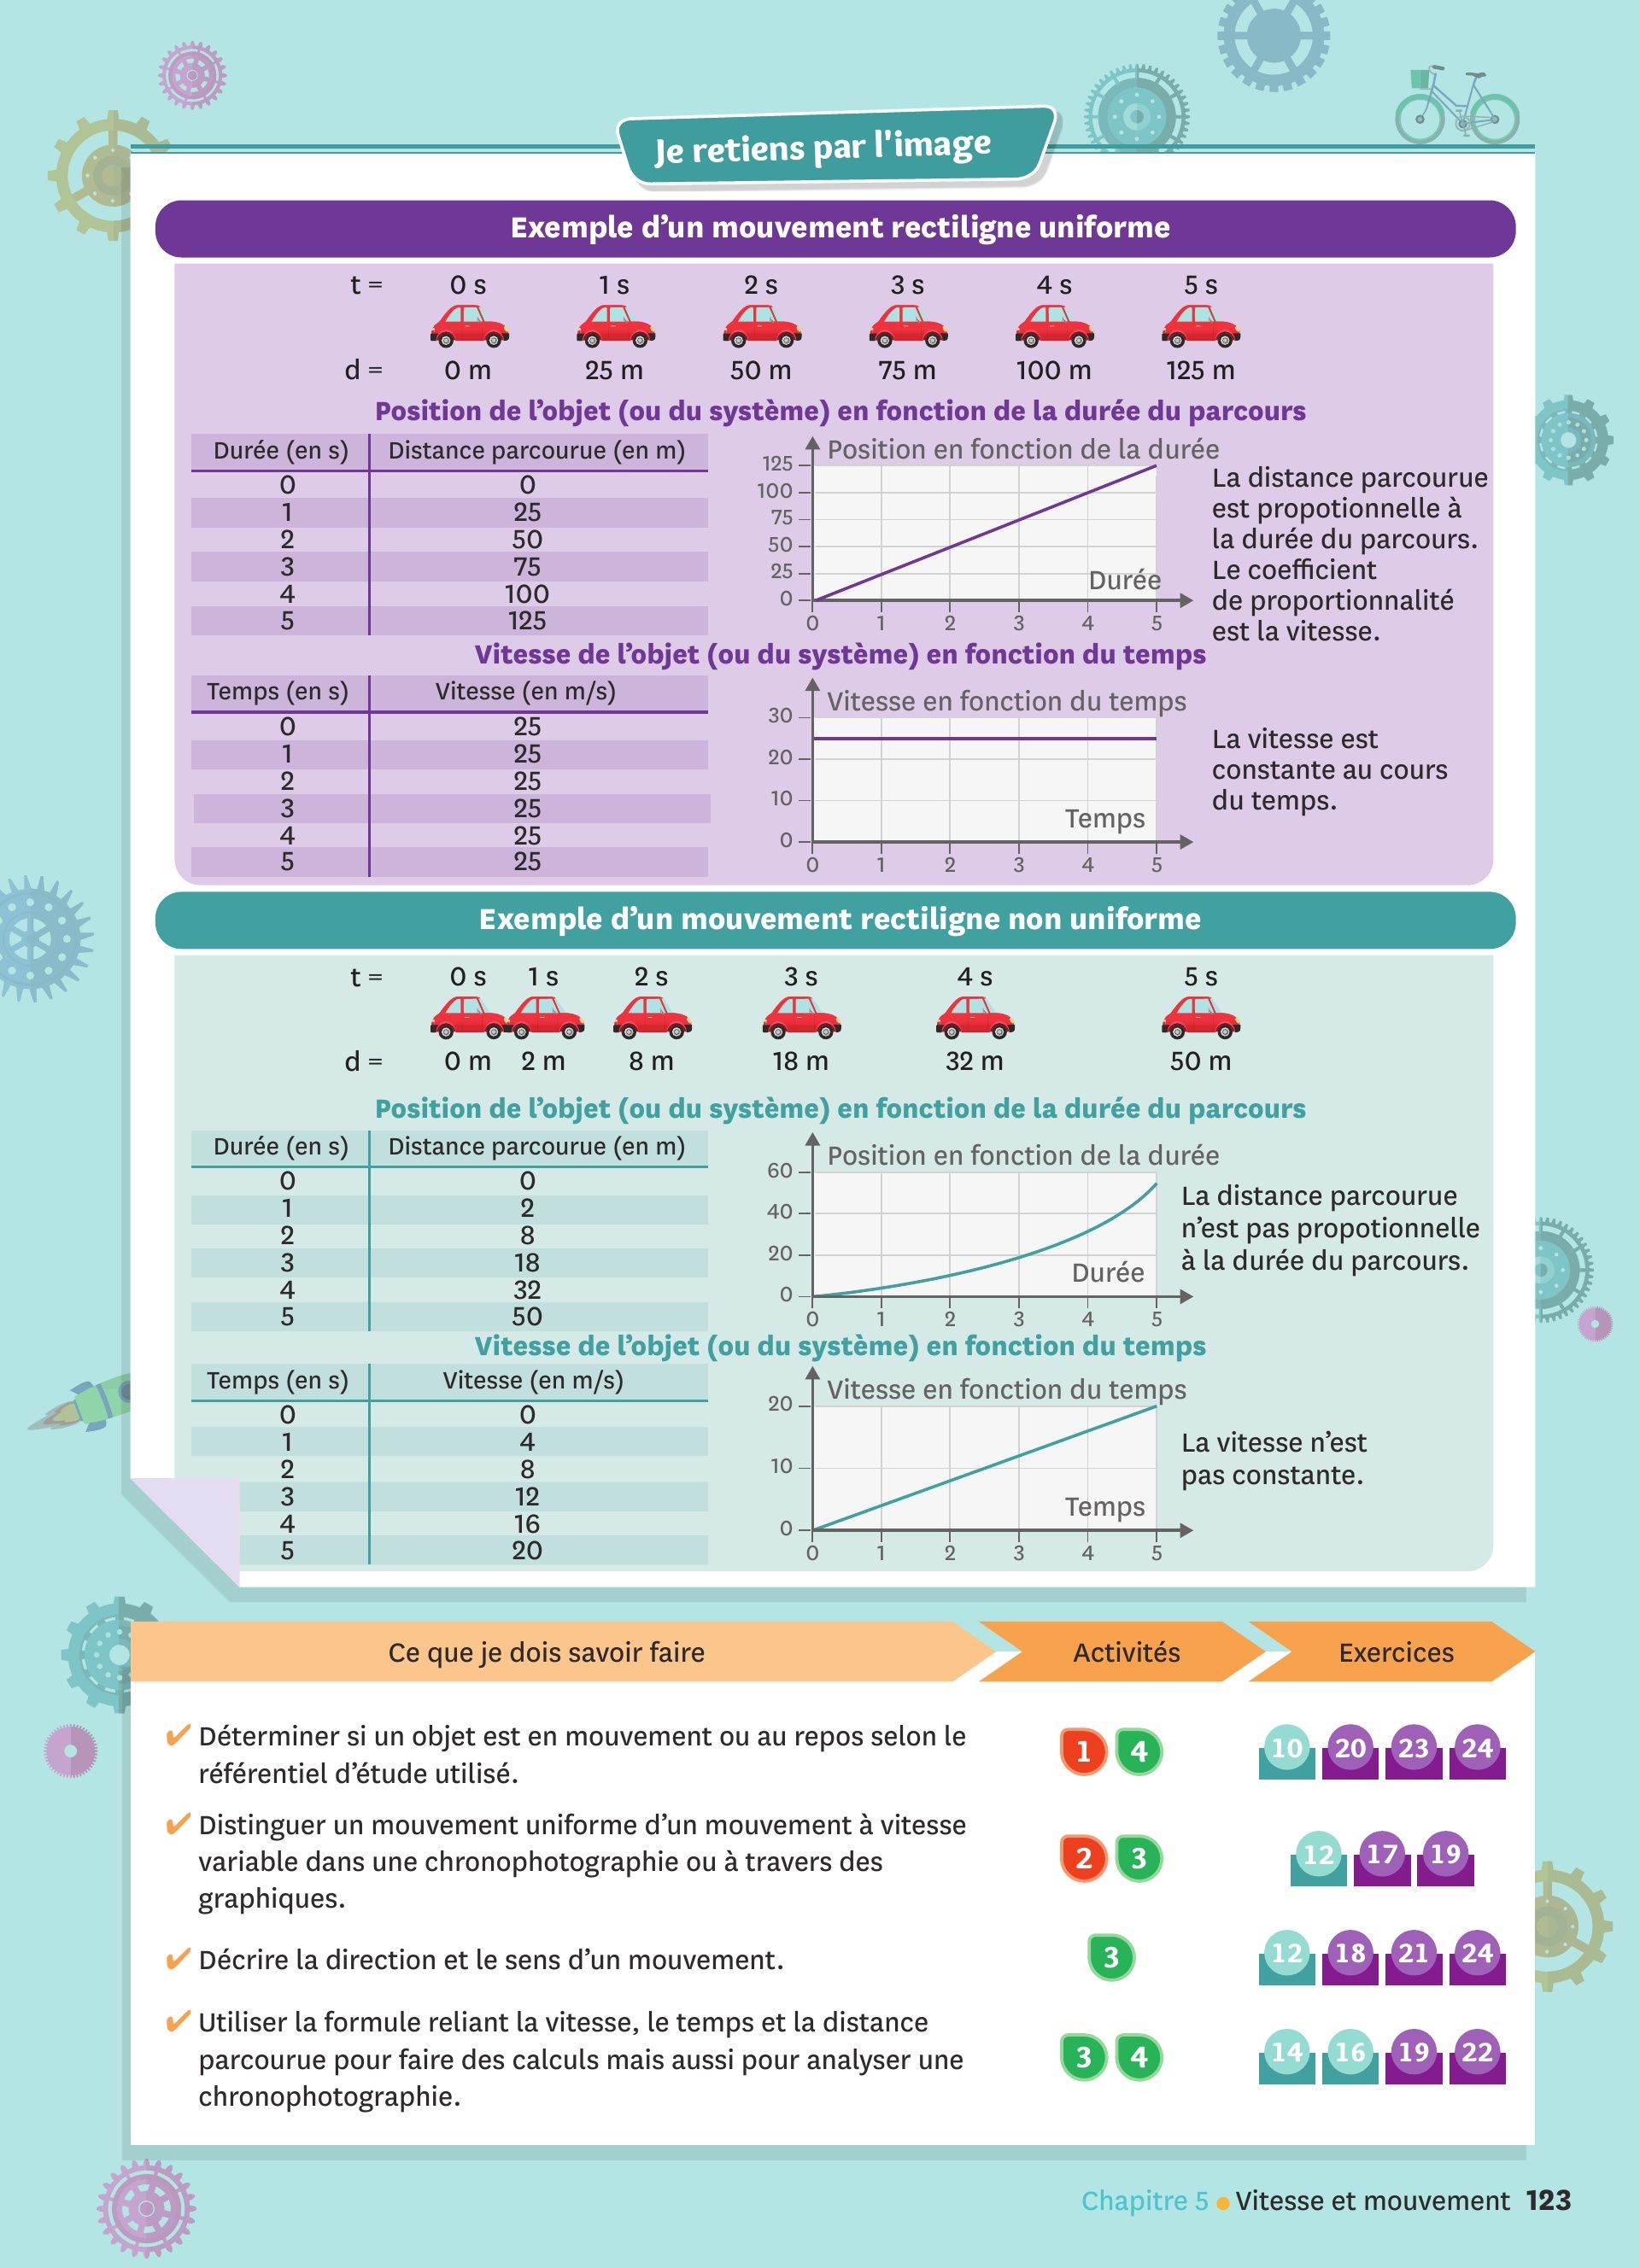 Je retiens par l'image
Exemple d’un mouvement rectiligne uniforme
t = 0 s 1 s 2 s 3 s 4 s 5 s
d = 0 m 25 m 50 m 75 m 100 m 125 m
Position de l’objet (ou du système) en fonction de la durée du parcours
Durée (en s) Distance parcourue (en m)
0 0
1 25
2 50
3 75
4 100
5 125
Position en fonction de la durée
125
100
75
50
25
0
Durée
0 1 2 3 4 5
La distance parcourue
est propotionnelle à
la durée du parcours.
Le coefficient
de proportionnalité
est la vitesse.
Vitesse de l’objet (ou du système) en fonction du temps
Temps (en s) Vitesse (en m/s)
0 25
1 25
2 25
3 25
4 25
5 25
Vitesse en fonction du temps
30
20
10
0
Temps
0 1 2 3 4 5
La vitesse est
constante au cours
du temps.
Exemple d’un mouvement rectiligne non uniforme
t = 0 s 1 s 2 s 3 s 4 s 5 s
d = 0 m 2 m 8 m 18 m 32 m 50 m
Position de l’objet (ou du système) en fonction de la durée du parcours
Durée (en s) Distance parcourue (en m)
0 0
1 2
2 8
3 18
4 32
5 50
Position en fonction de la durée
60
40
20
0
Durée
0 1 2 3 4 5
La distance parcourue
n’est pas propotionnelle
à la durée du parcours.
Vitesse de l’objet (ou du système) en fonction du temps
Temps (en s) Vitesse (en m/s)
0 0
1 4
2 8
3 12
4 16
5 20
Vitesse en fonction du temps
20
10
0
Temps
0 1 2 3 4 5
La vitesse n’est
pas constante.
Ce que je dois savoir faire Activités Exercices
✔ Déterminer si un objet est en mouvement ou au repos selon le
référentiel d’étude utilisé.
1 4 10 20 23 24
✔ Distinguer un mouvement uniforme d’un mouvement à vitesse
variable dans une chronophotographie ou à travers des
graphiques.
2 3 12 17 19
✔ Décrire la direction et le sens d’un mouvement.
3 12 18 21 24
✔ Utiliser la formule reliant la vitesse, le temps et la distance
parcourue pour faire des calculs mais aussi pour analyser une
chronophotographie.
3 4 14 16 19 22
Chapitre 5 • Vitesse et mouvement 123